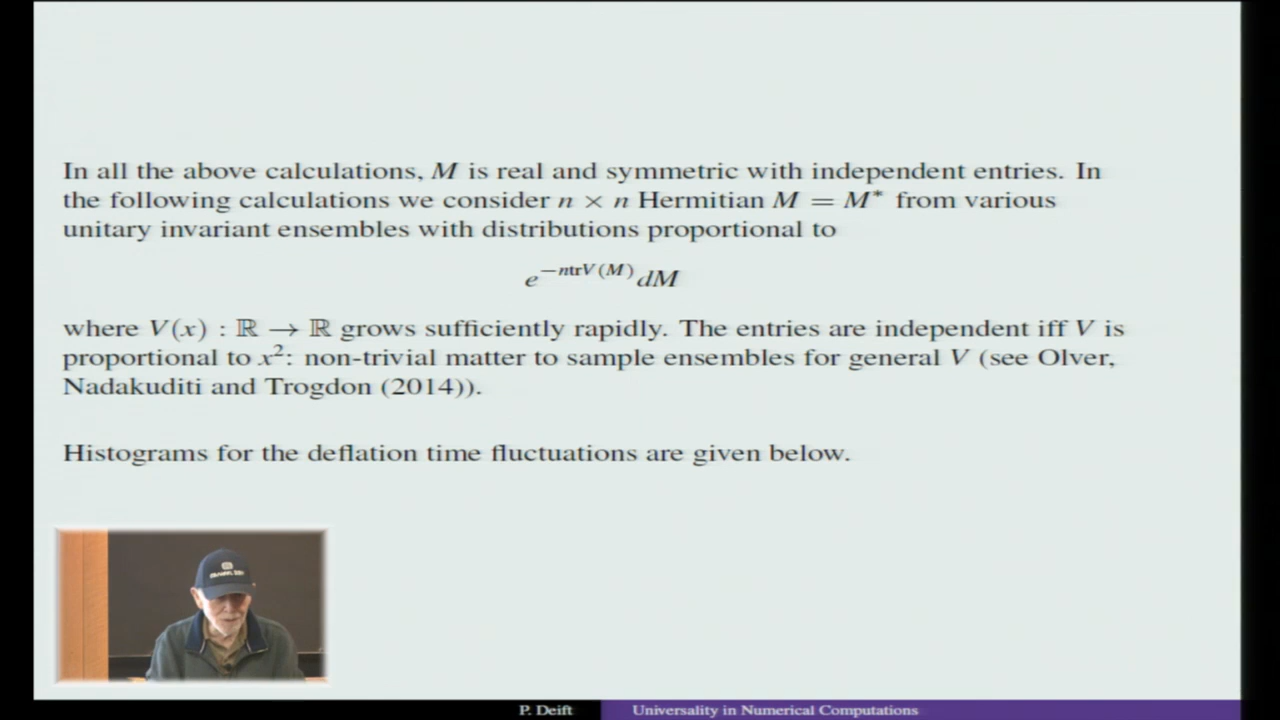 In all the above calculations, M is real and symmetric with independent entries. In
the following calculations we consider n × n Hermitian M = M* from various
unitary invariant ensembles with distributions proportional to
e^{−ntrV(M)} dM
where V(x) : ℝ → ℝ grows sufficiently rapidly. The entries are independent iff V is
proportional to x²: non-trivial matter to sample ensembles for general V (see Olver,
Nadakuditi and Trogdon (2014)).
Histograms for the deflation time fluctuations are given below.
P. Deift Universality in Numerical Computations